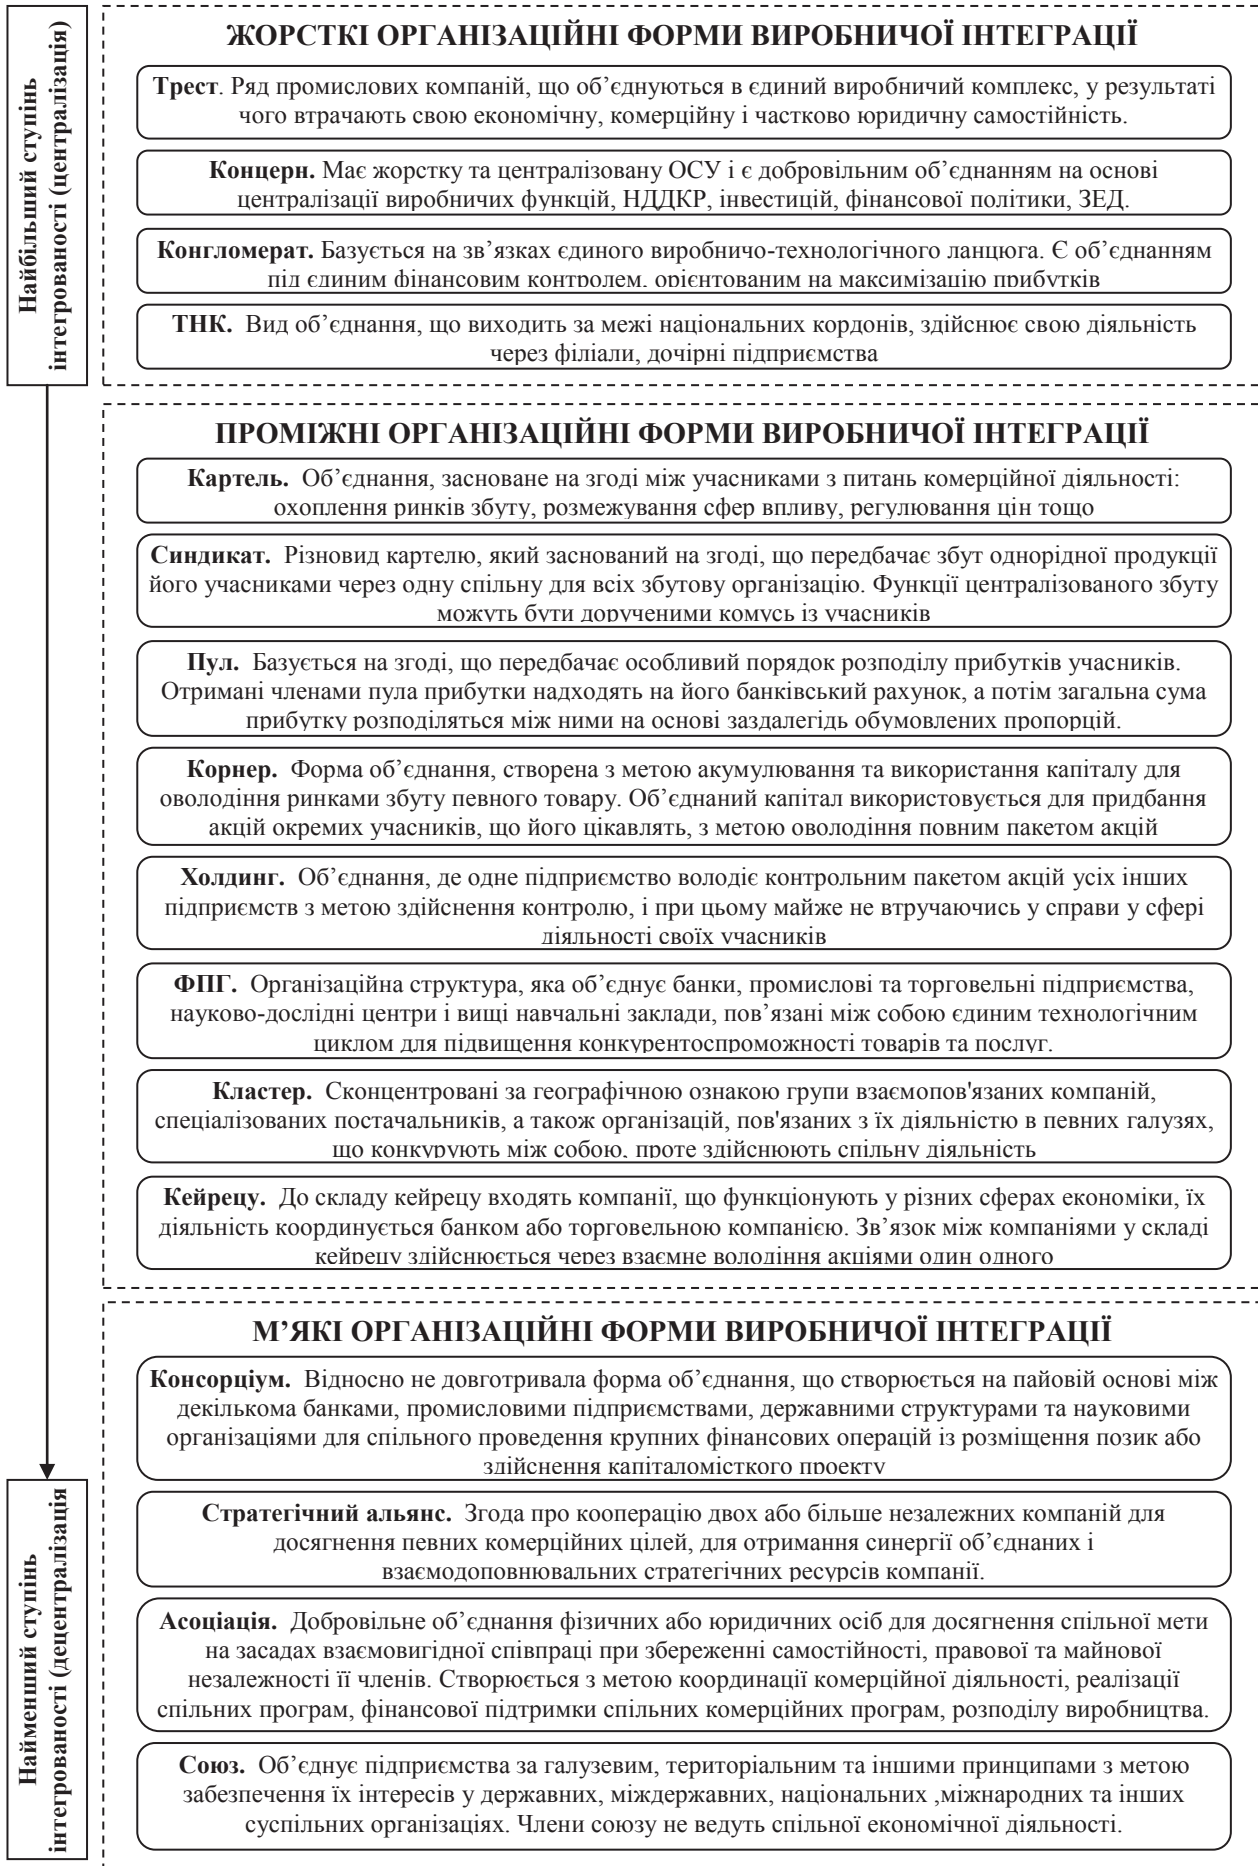 Найбільший ступінь
інтегрованості (централізація)
ЖОРСТКІ ОРГАНІЗАЦІЙНІ ФОРМИ ВИРОБНИЧОЇ ІНТЕГРАЦІЇ
Трест. Ряд промислових компаній, що об’єднуються в єдиний виробничий комплекс, у результаті
чого втрачають свою економічну, комерційну і частково юридичну самостійність.
Концерн. Має жорстку та централізовану ОСУ і є добровільним об’єднанням на основі
централізації виробничих функцій, НДДКР, інвестицій, фінансової політики, ЗЕД.
Конгломерат. Базується на зв’язках єдиного виробничо-технологічного ланцюга. Є об’єднанням
під єдиним фінансовим контролем, орієнтованим на максимізацію прибутків
ТНК. Вид об’єднання, що виходить за межі національних кордонів, здійснює свою діяльність
через філіали, дочірні підприємства
ПРОМІЖНІ ОРГАНІЗАЦІЙНІ ФОРМИ ВИРОБНИЧОЇ ІНТЕГРАЦІЇ
Картель. Об’єднання, засноване на згоді між учасниками з питань комерційної діяльності:
охоплення ринків збуту, розмежування сфер впливу, регулювання цін тощо
Синдикат. Різновид картелю, який заснований на згоді, що передбачає збут однорідної продукції
його учасниками через одну спільну для всіх збутову організацію. Функції централізованого збуту
можуть бути дорученими комусь із учасників
Пул. Базується на згоді, що передбачає особливий порядок розподілу прибутків учасників.
Отримані членами пула прибутки надходять на його банківський рахунок, а потім загальна сума
прибутку розподіляться між ними на основі заздалегідь обумовлених пропорцій.
Корнер. Форма об’єднання, створена з метою акумулювання та використання капіталу для
оволодіння ринками збуту певного товару. Об’єднаний капітал використовується для придбання
акцій окремих учасників, що його цікавлять, з метою оволодіння повним пакетом акцій
Холдинг. Об’єднання, де одне підприємство володіє контрольним пакетом акцій усіх інших
підприємств з метою здійснення контролю, і при цьому майже не втручаючись у справи у сфері
діяльності своїх учасників
ФПГ. Організаційна структура, яка об’єднує банки, промислові та торговельні підприємства,
науково-дослідні центри і вищі навчальні заклади, пов’язані між собою єдиним технологічним
циклом для підвищення конкурентоспроможності товарів та послуг.
Кластер. Сконцентровані за географічною ознакою групи взаємопов'язаних компаній,
спеціалізованих постачальників, а також організацій, пов'язаних з їх діяльністю в певних галузях,
що конкурують між собою, проте здійснюють спільну діяльність
Кейрецу. До складу кейрецу входять компанії, що функціонують у різних сферах економіки, їх
діяльність координується банком або торговельною компанією. Зв’язок між компаніями у складі
кейрецу здійснюється через взаємне володіння акціями один одного
М’ЯКІ ОРГАНІЗАЦІЙНІ ФОРМИ ВИРОБНИЧОЇ ІНТЕГРАЦІЇ
Консорціум. Відносно не довготривала форма об’єднання, що створюється на пайовій основі між
декількома банками, промисловими підприємствами, державними структурами та науковими
організаціями для спільного проведення крупних фінансових операцій із розміщення позик або
здійснення капіталомісткого проекту
Стратегічний альянс. Згода про кооперацію двох або більше незалежних компаній для
досягнення певних комерційних цілей, для отримання синергії об’єднаних і
взаємодоповнювальних стратегічних ресурсів компанії.
Асоціація. Добровільне об’єднання фізичних або юридичних осіб для досягнення спільної мети
на засадах взаємовигідної співпраці при збереженні самостійності, правової та майнової
незалежності її членів. Створюється з метою координації комерційної діяльності, реалізації
спільних програм, фінансової підтримки спільних комерційних програм, розподілу виробництва.
Союз. Об’єднує підприємства за галузевим, територіальним та іншими принципами з метою
забезпечення їх інтересів у державних, міждержавних, національних ,міжнародних та інших
суспільних організаціях. Члени союзу не ведуть спільної економічної діяльності.
Найменший ступінь
інтегрованості (децентралізація